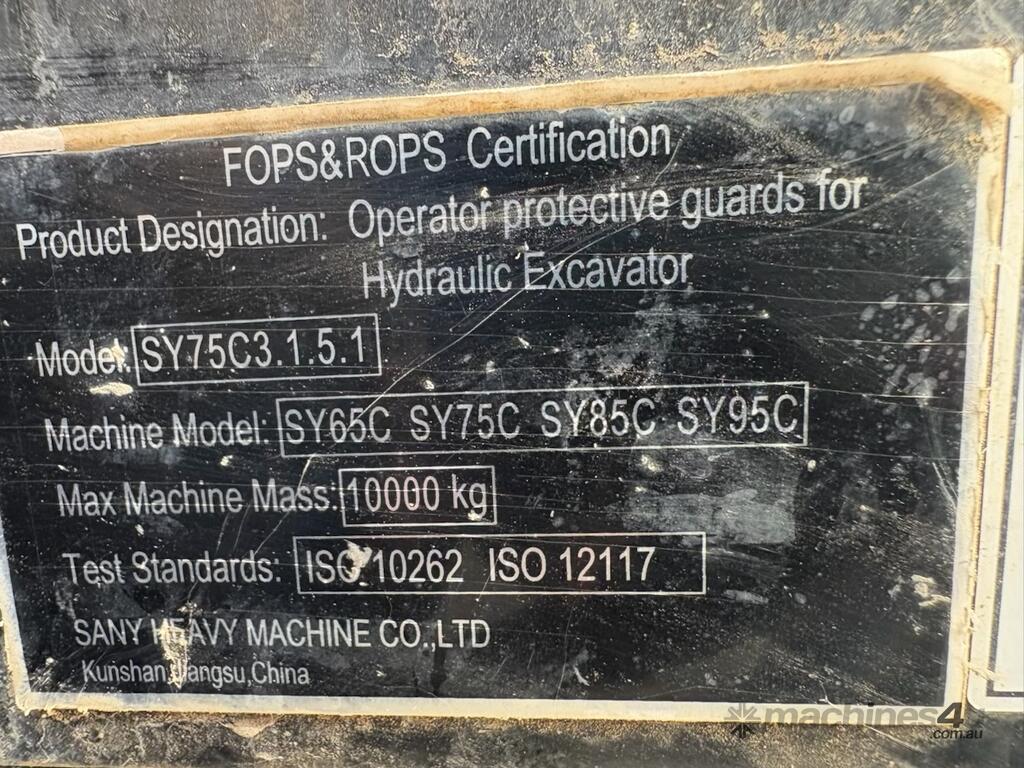 FOPS&ROPS Certification
Product Designation: Operator protective guards for
Hydraulic Excavator
Model: SY75C3.1.5.1
Machine Model: SY65C SY75C SY85C SY95C
Max Machine Mass: 10000 kg
Test Standards: ISO 10262 ISO 12117
SANY HEAVY MACHINE CO.,LTD
Kunshan Jiangsu,China
machines4u
.com.au